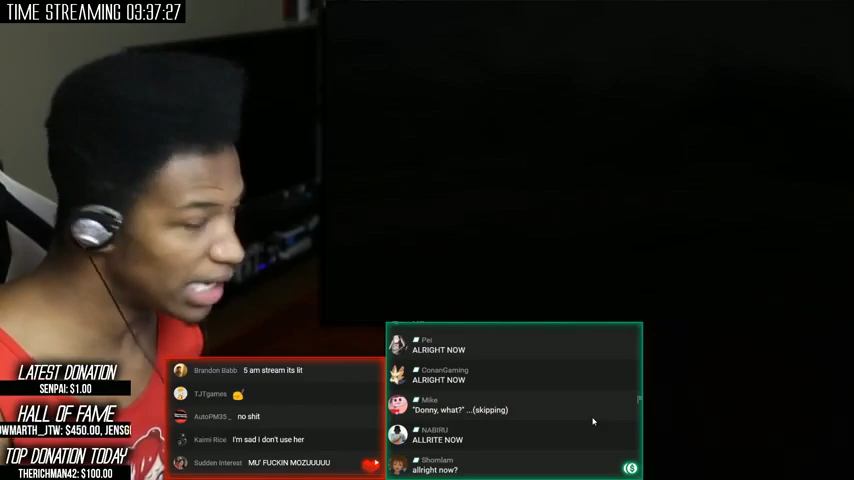 TIME STREAMING 03:37:27
Pei
ALRIGHT NOW
ConanGaming
ALRIGHT NOW
Mike
"Donny, what?" ...(skipping)
NABIRU
ALLRITE NOW
Shomlam
allright now?
Brandon Babb 5 am stream its lit
TJTgames
AutoPM35_ no shit
Kaimi Rice I'm sad I don't use her
Sudden Interest MU' FUCKIN MOZUUUUU
LATEST DONATION
SENPAI: $1.00
HALL OF FAME
OWMARTH_JTW: $450.00, JENSG
TOP DONATION TODAY
THERICHMAN42: $100.00